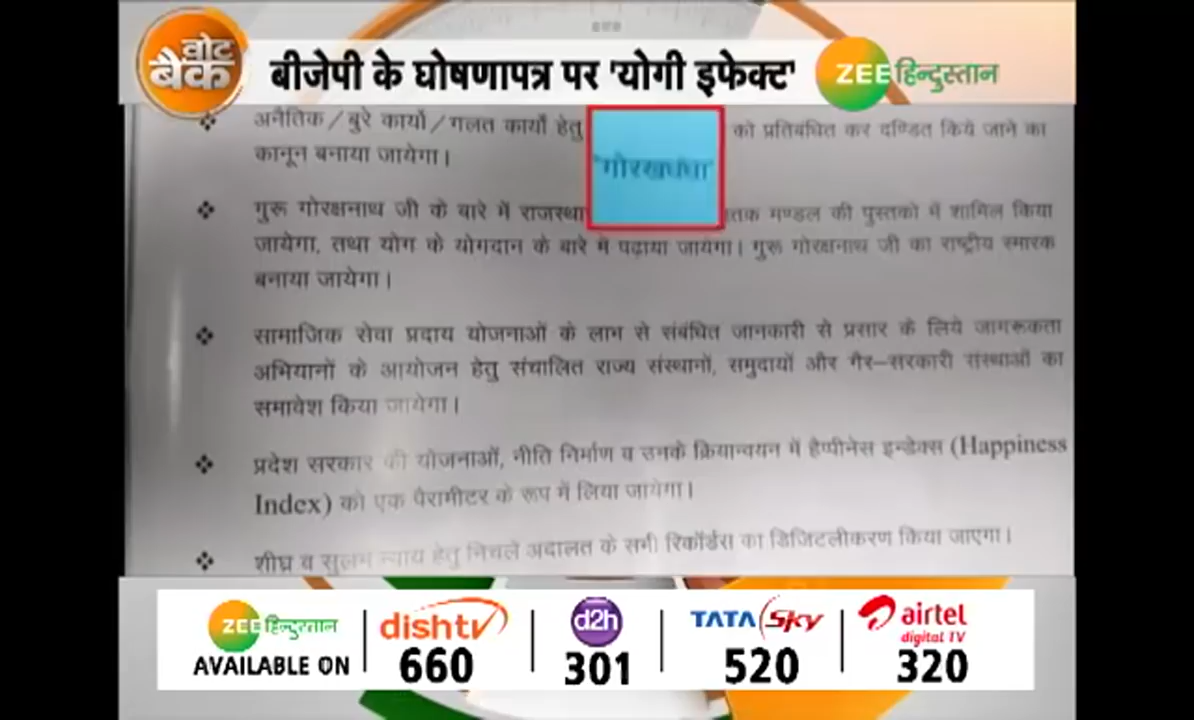 वोट बैंक
बीजेपी के घोषणापत्र पर 'योगी इफेक्ट'
ZEE हिन्दुस्तान
अनैतिक/बुरे कार्यो/गलत कार्यो हेतु "गोरखधंधा" को प्रतिबंधित कर दण्डित किये जाने का
कानून बनाया जायेगा।
गुरू गोरक्षनाथ जी के बारे में राजस्था तक मण्डल की पुस्तको में शामिल किया
जायेगा, तथा योग के योगदान के बारे में पढ़ाया जायेगा। गुरू गोरक्षनाथ जी का राष्ट्रीय स्मारक
बनाया जायेगा।
सामाजिक सेवा प्रदाय योजनाओं के लाभ से संबंधित जानकारी से प्रसार के लिये जागरूकता
अभियानों के आयोजन हेतु संचालित राज्य संस्थानों, समुदायों और गैर-सरकारी संस्थाओं का
समावेश किया जायेगा।
प्रदेश सरकार की योजनाओं, नीति निर्माण व उनके क्रियान्वयन में हैप्पीनेस इन्डेक्स (Happiness
Index) को एक पैरामीटर के रूप में लिया जायेगा।
शीघ्र व सुलभ न्याय हेतु निचले अदालत के सभी रिकॉर्डस का डिजिटलीकरण किया जाएगा।
ZEE हिन्दुस्तान
AVAILABLE ON
dishtv
660
d2h
301
TATA Sky
520
airtel
digital TV
320